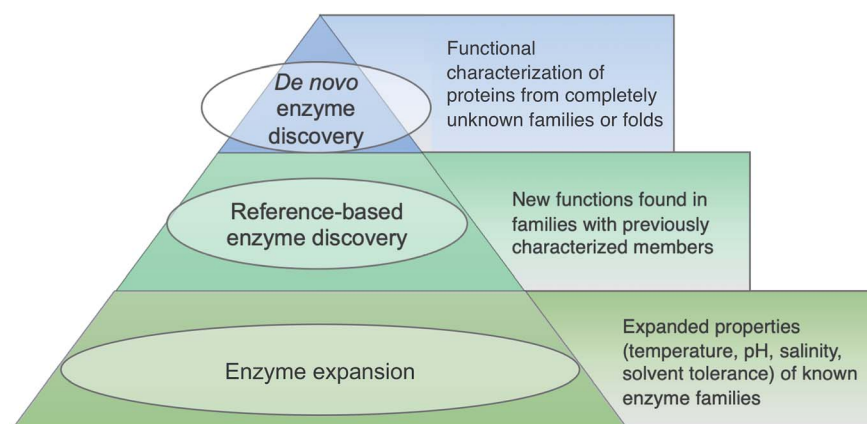 De novo
enzyme
discovery
Functional
characterization of
proteins from completely
unknown families or folds
Reference-based
enzyme discovery
New functions found in
families with previously
characterized members
Enzyme expansion
Expanded properties
(temperature, pH, salinity,
solvent tolerance) of known
enzyme families